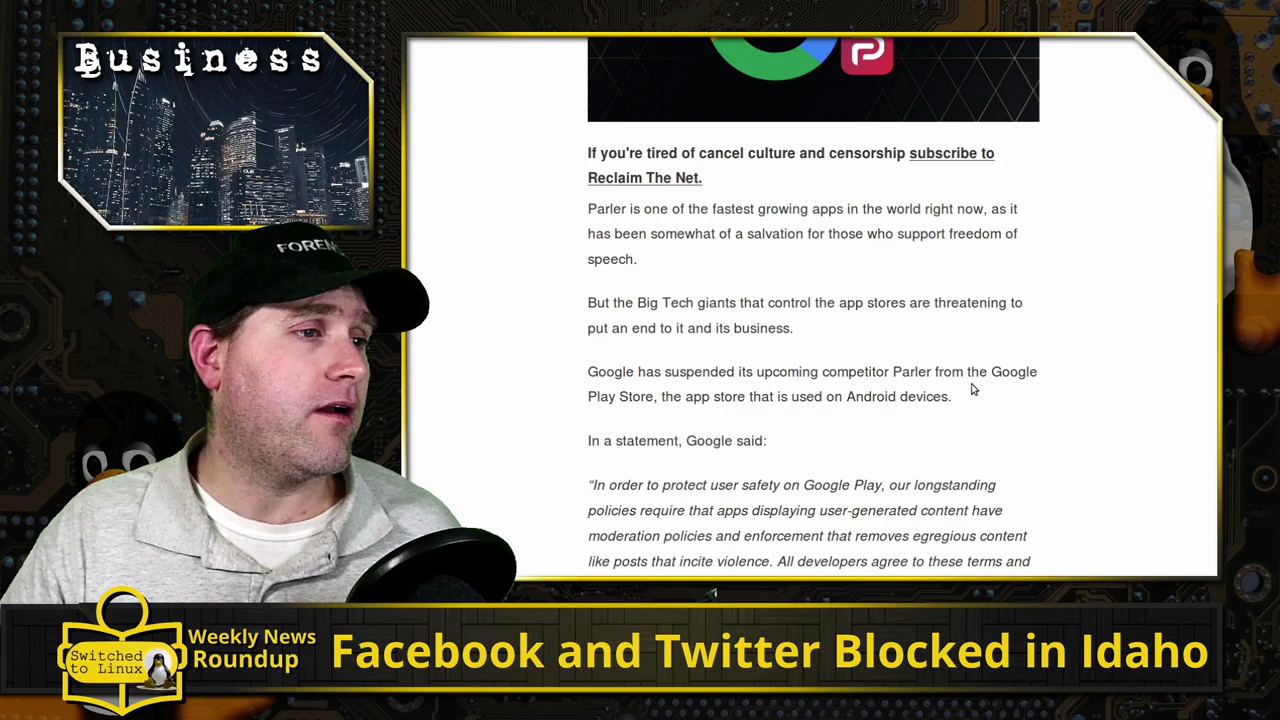 Business
If you're tired of cancel culture and censorship subscribe to
Reclaim The Net.
Parler is one of the fastest growing apps in the world right now, as it
has been somewhat of a salvation for those who support freedom of
speech.
But the Big Tech giants that control the app stores are threatening to
put an end to it and its business.
Google has suspended its upcoming competitor Parler from the Google
Play Store, the app store that is used on Android devices.
In a statement, Google said:
“In order to protect user safety on Google Play, our longstanding
policies require that apps displaying user-generated content have
moderation policies and enforcement that removes egregious content
like posts that incite violence. All developers agree to these terms and
Switched
to Linux
Weekly News
Roundup
Facebook and Twitter Blocked in Idaho